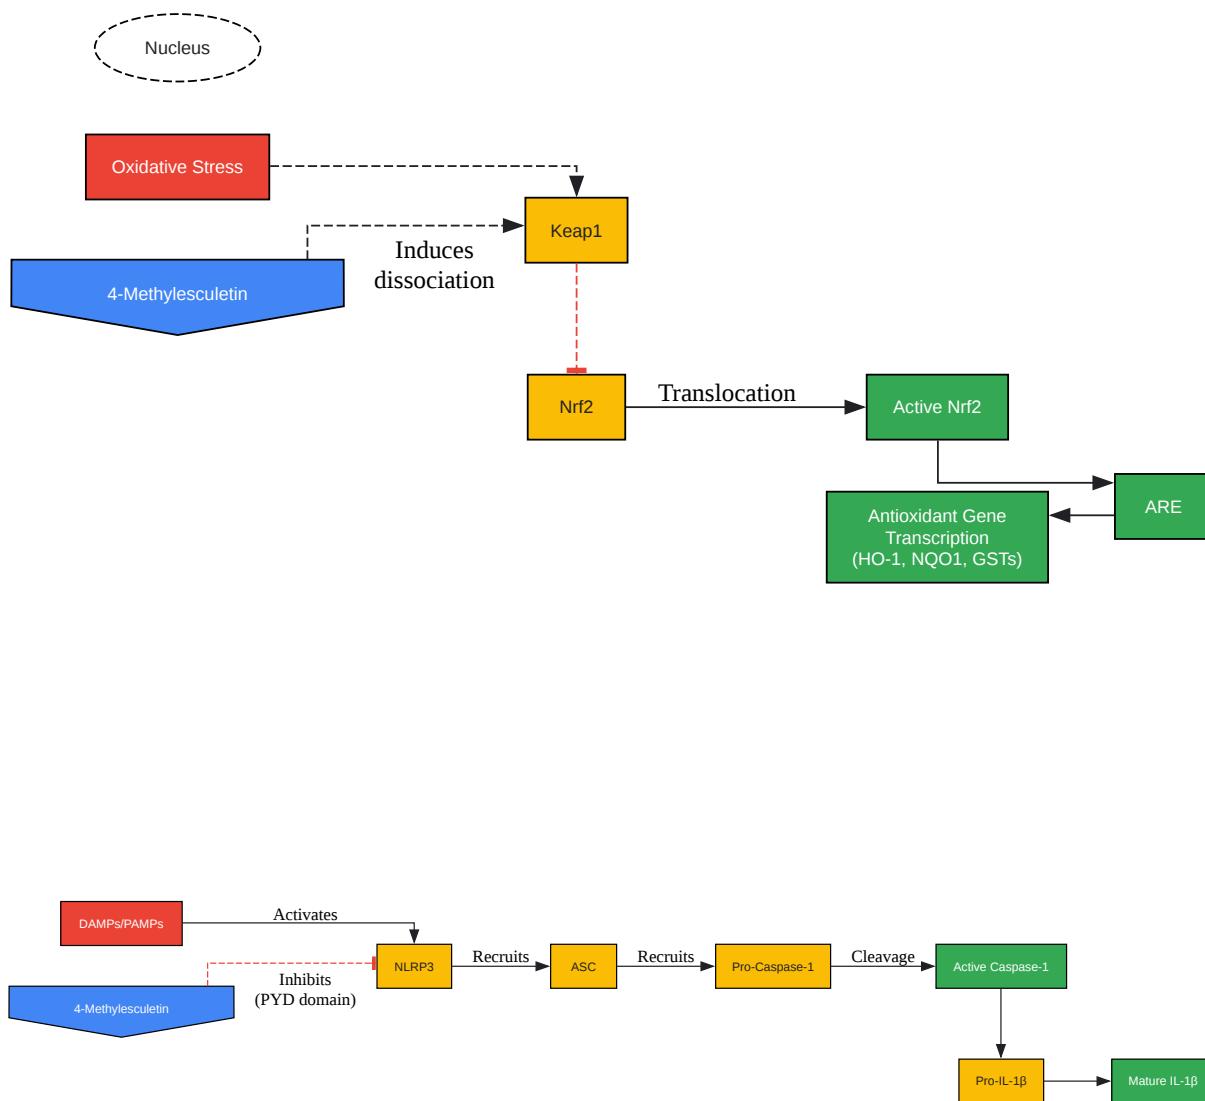 Nucleus
Oxidative Stress
Keap1
Induces
dissociation
4-Methylesculetin
Translocation
Nrf2
Active Nrf2
ARE
Antioxidant Gene
Transcription
(HO-1, NQO1, GSTs)
DAMPs/PAMPs
Activates
NLRP3
Recruits
ASC
Recruits
Pro-Caspase-1
Cleavage
Active Caspase-1
Inhibits
(PYD domain)
4-Methylesculetin
Pro-IL-1β
Mature IL-1β